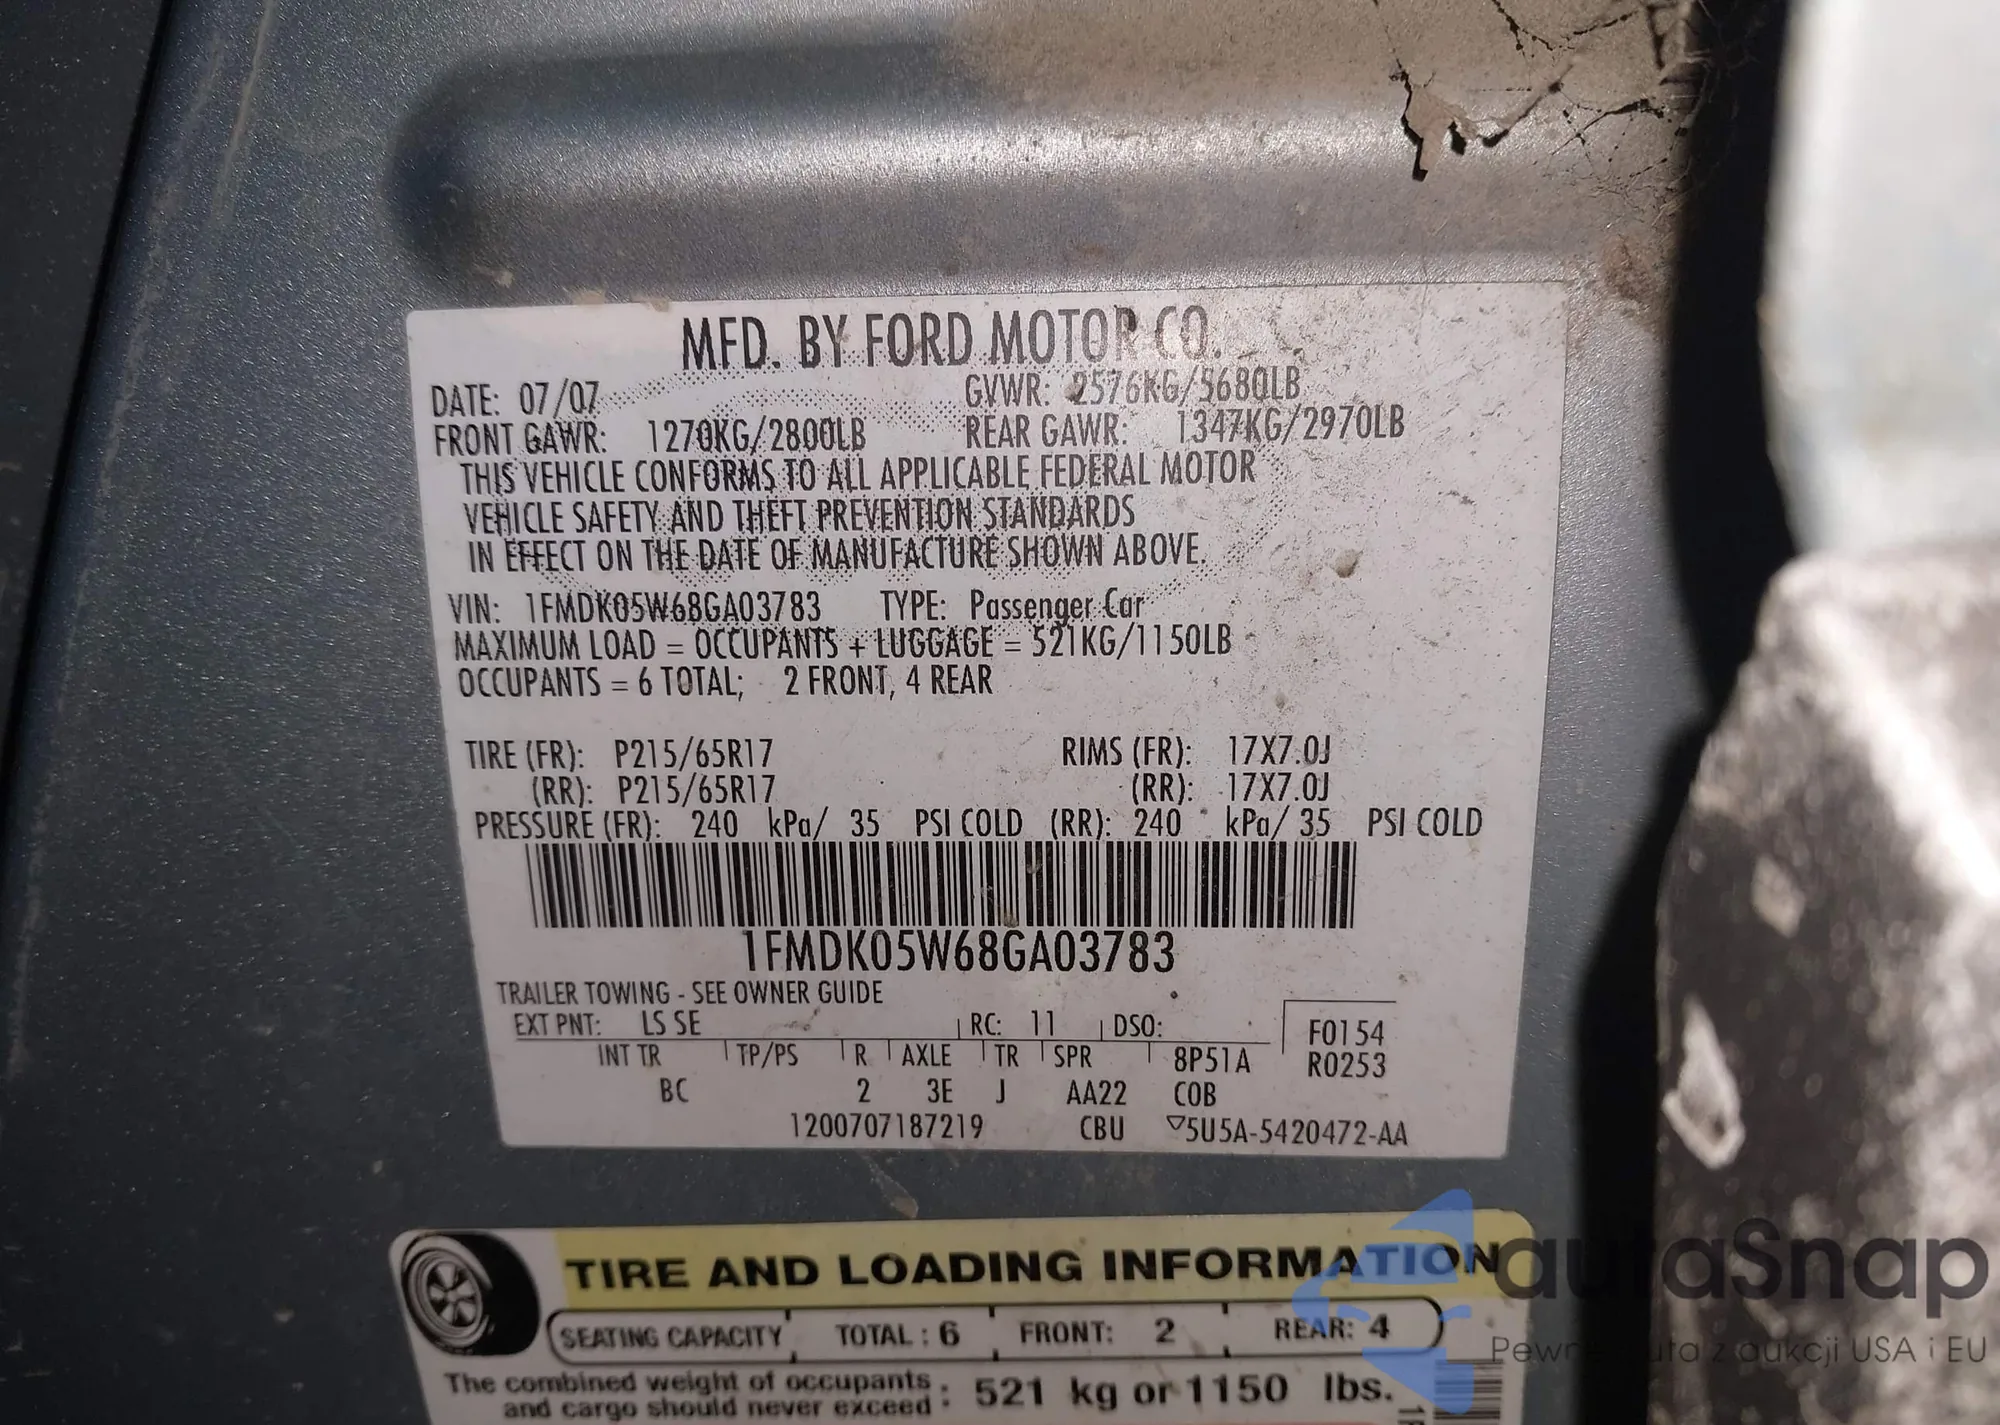 MFD. BY FORD MOTOR CO.
DATE: 07/07 GVWR: 2576KG/5680LB
FRONT GAWR: 1270KG/2800LB REAR GAWR: 1347KG/2970LB
THIS VEHICLE CONFORMS TO ALL APPLICABLE FEDERAL MOTOR
VEHICLE SAFETY AND THEFT PREVENTION STANDARDS
IN EFFECT ON THE DATE OF MANUFACTURE SHOWN ABOVE.
VIN: 1FMDK05W68GA03783 TYPE: Passenger Car
MAXIMUM LOAD = OCCUPANTS + LUGGAGE = 521KG/1150LB
OCCUPANTS = 6 TOTAL; 2 FRONT, 4 REAR
TIRE (FR): P215/65R17 RIMS (FR): 17X7.0J
(RR): P215/65R17 (RR): 17X7.0J
PRESSURE (FR): 240 kPa/ 35 PSI COLD (RR): 240 kPa/ 35 PSI COLD
1FMDK05W68GA03783
TRAILER TOWING - SEE OWNER GUIDE
EXT PNT: LS SE RC: 11 DSO: F0154
INT TR TP/PS R AXLE TR SPR 8P51A R0253
BC 2 3E J AA22 COB
1200707187219 CBU ▽5U5A-5420472-AA
TIRE AND LOADING INFORMATION
SEATING CAPACITY TOTAL : 6 FRONT: 2 REAR: 4
The combined weight of occupants
and cargo should never exceed : 521 kg or 1150 lbs.
auraSnap
Pewne auta z aukcji USA i EU